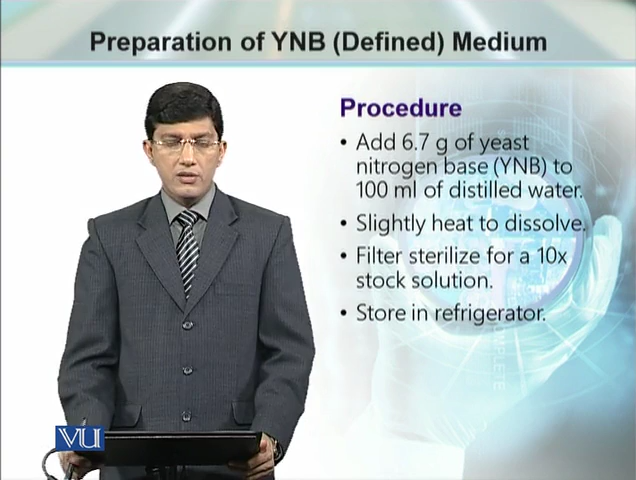 Preparation of YNB (Defined) Medium
Procedure
• Add 6.7 g of yeast
nitrogen base (YNB) to
100 ml of distilled water.
• Slightly heat to dissolve.
• Filter sterilize for a 10x
stock solution.
• Store in refrigerator.
VU